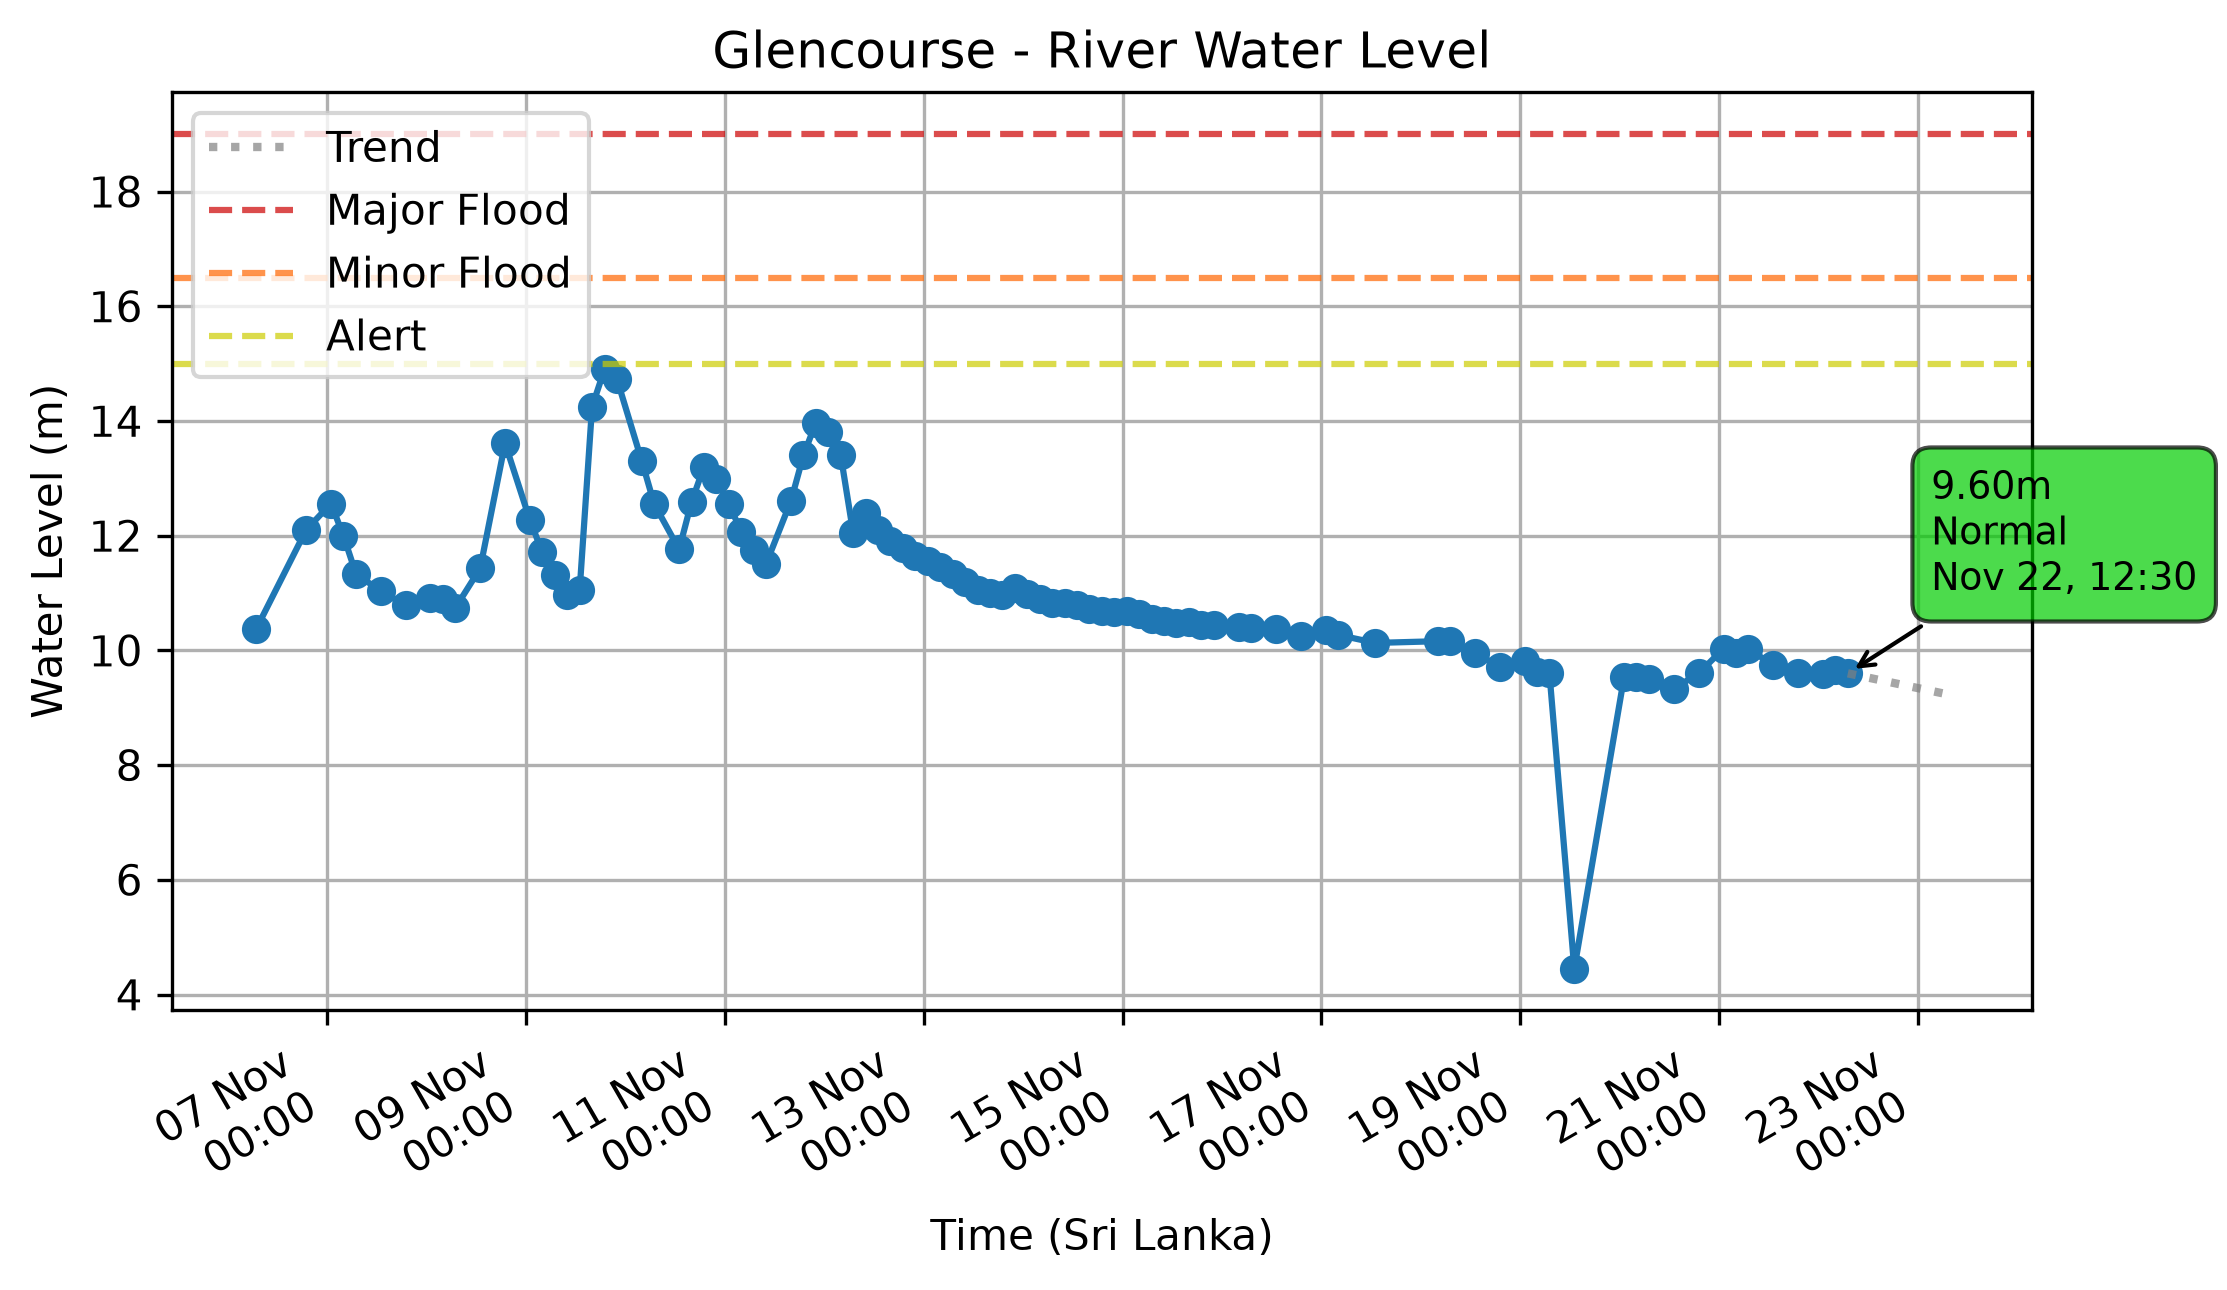 Glencourse - River Water Level
Trend
Major Flood
Minor Flood
Alert
Water Level (m)
18
16
14
12
10
8
6
4
9.60m
Normal
Nov 22, 12:30
07 Nov
00:00
09 Nov
00:00
11 Nov
00:00
13 Nov
00:00
15 Nov
00:00
17 Nov
00:00
19 Nov
00:00
21 Nov
00:00
23 Nov
00:00
Time (Sri Lanka)